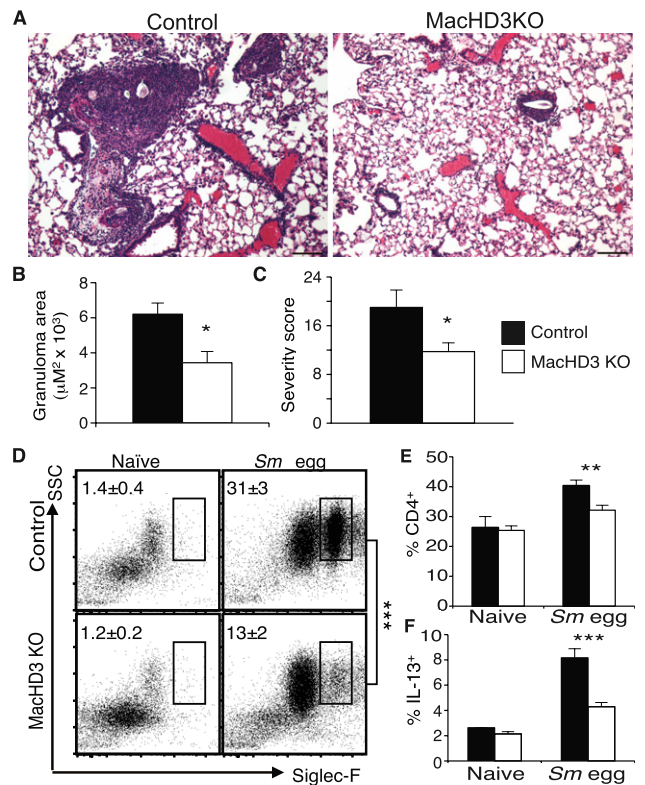 A
Control
MacHD3KO
B
Granuloma area
(μM² x 10³)
8
6
4
2
0
*
C
Severity score
24
16
8
0
*
Control
MacHD3 KO
D
Naïve
Sm egg
SSC
Control
1.4±0.4
31±3
MacHD3 KO
1.2±0.2
13±2
***
Siglec-F
E
% CD4⁺
50
40
30
20
10
0
**
Naive
Sm egg
F
% IL-13⁺
10
8
6
4
2
0
***
Naive
Sm egg